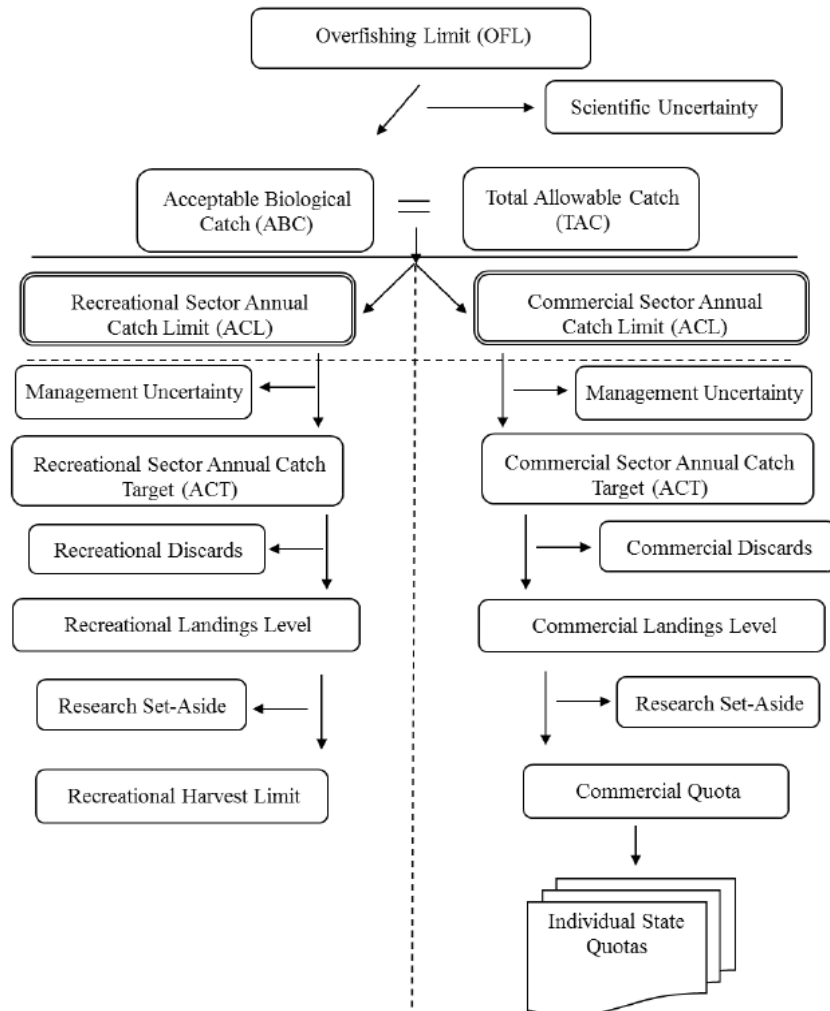 Overfishing Limit (OFL)
Scientific Uncertainty
Acceptable Biological
Catch (ABC)
Total Allowable Catch
(TAC)
Recreational Sector Annual
Catch Limit (ACL)
Commercial Sector Annual
Catch Limit (ACL)
Management Uncertainty
Management Uncertainty
Recreational Sector Annual Catch
Target (ACT)
Commercial Sector Annual Catch
Target (ACT)
Recreational Discards
Commercial Discards
Recreational Landings Level
Commercial Landings Level
Research Set-Aside
Research Set-Aside
Recreational Harvest Limit
Commercial Quota
Individual State
Quotas